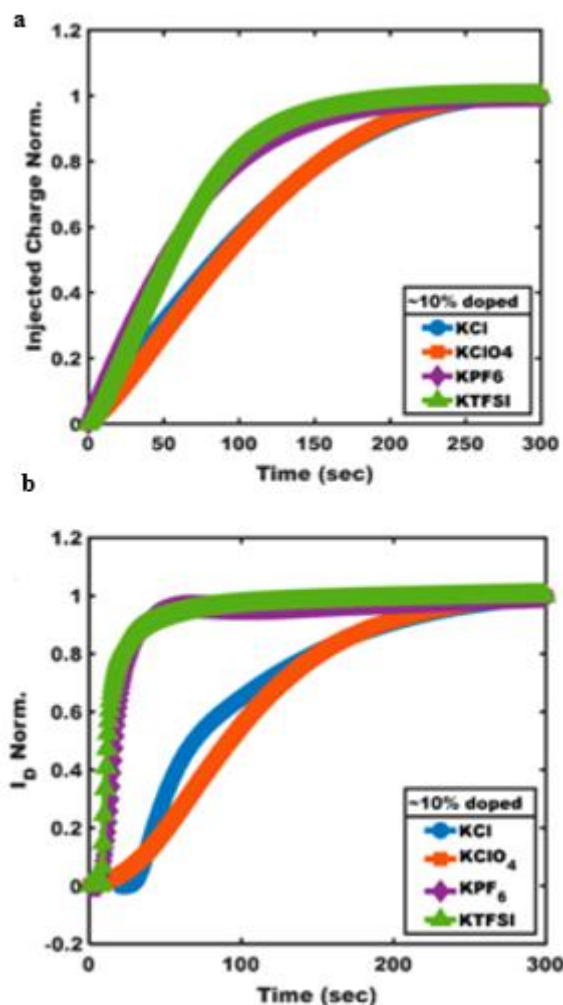 a
1.2
1
0.8
0.6
0.4
0.2
0
Injected Charge Norm.
~10% doped
KCl
KClO4
KPF6
KTFSI
0 50 100 150 200 250 300
Time (sec)
b
1.2
1
0.8
0.6
0.4
0.2
0
-0.2
I_D Norm.
~10% doped
KCl
KClO₄
KPF₆
KTFSI
0 100 200 300
Time (sec)